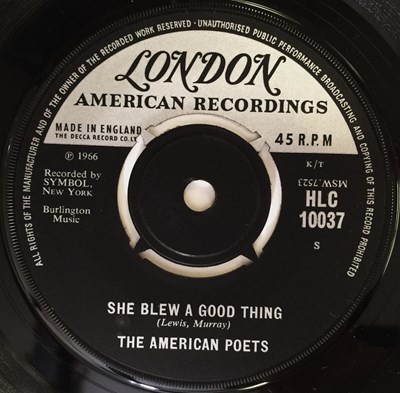 ALL RIGHTS OF THE MANUFACTURER AND OF THE OWNER OF THE RECORDED WORK RESERVED · UNAUTHORISED PUBLIC PERFORMANCE BROADCASTING AND COPYING OF THIS RECORD PROHIBITED
LONDON
AMERICAN RECORDINGS
MADE IN ENGLAND
THE DECCA RECORD CO. LT
45 R.P.M
℗ 1966
K/T
Recorded by
SYMBOL,
NEW YORK
MSW.7523
HLC
10037
Burlington
Music
S
SHE BLEW A GOOD THING
(Lewis, Murray)
THE AMERICAN POETS